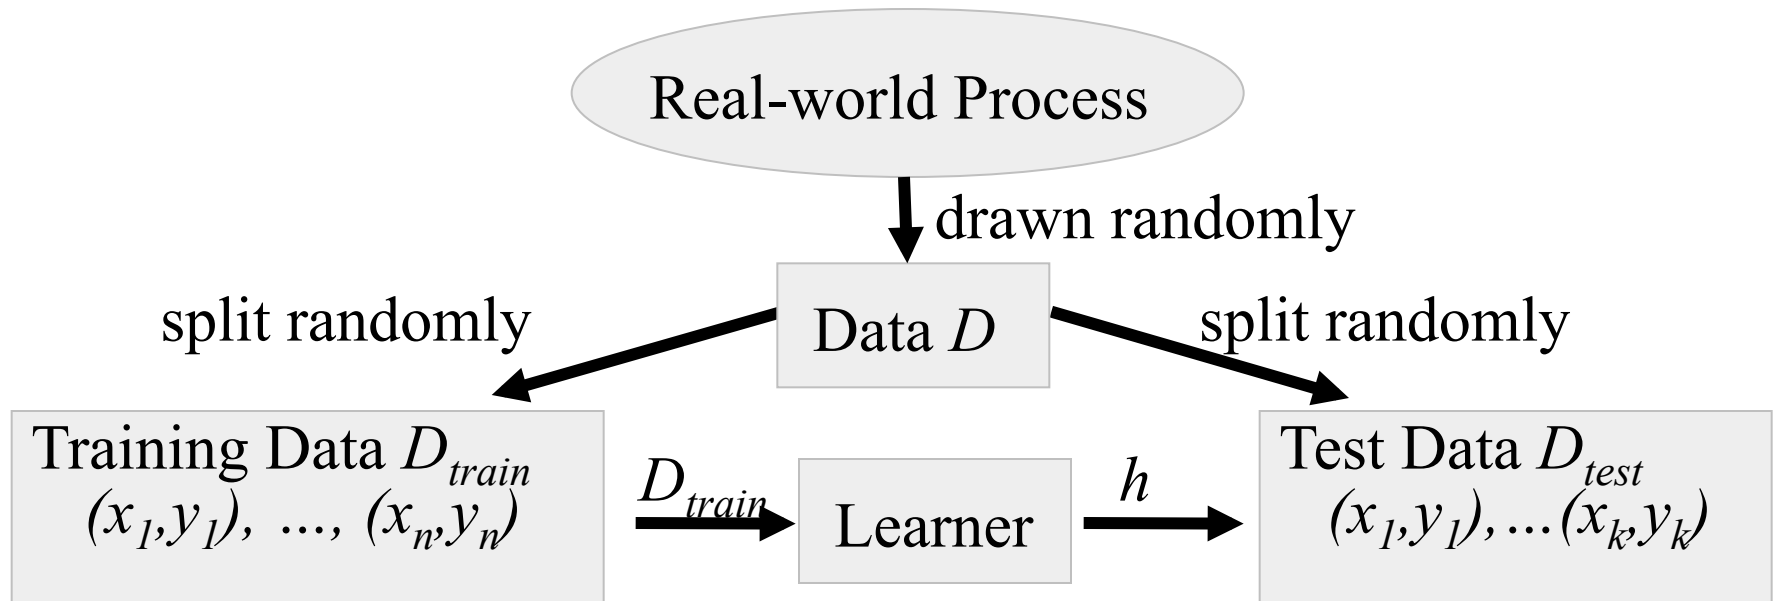 Real-world Process
drawn randomly
split randomly
split randomly
Data D
Training Data D_train
(x_1,y_1), ..., (x_n,y_n)
D_train
Learner
h
Test Data D_test
(x_1,y_1),...(x_k,y_k)